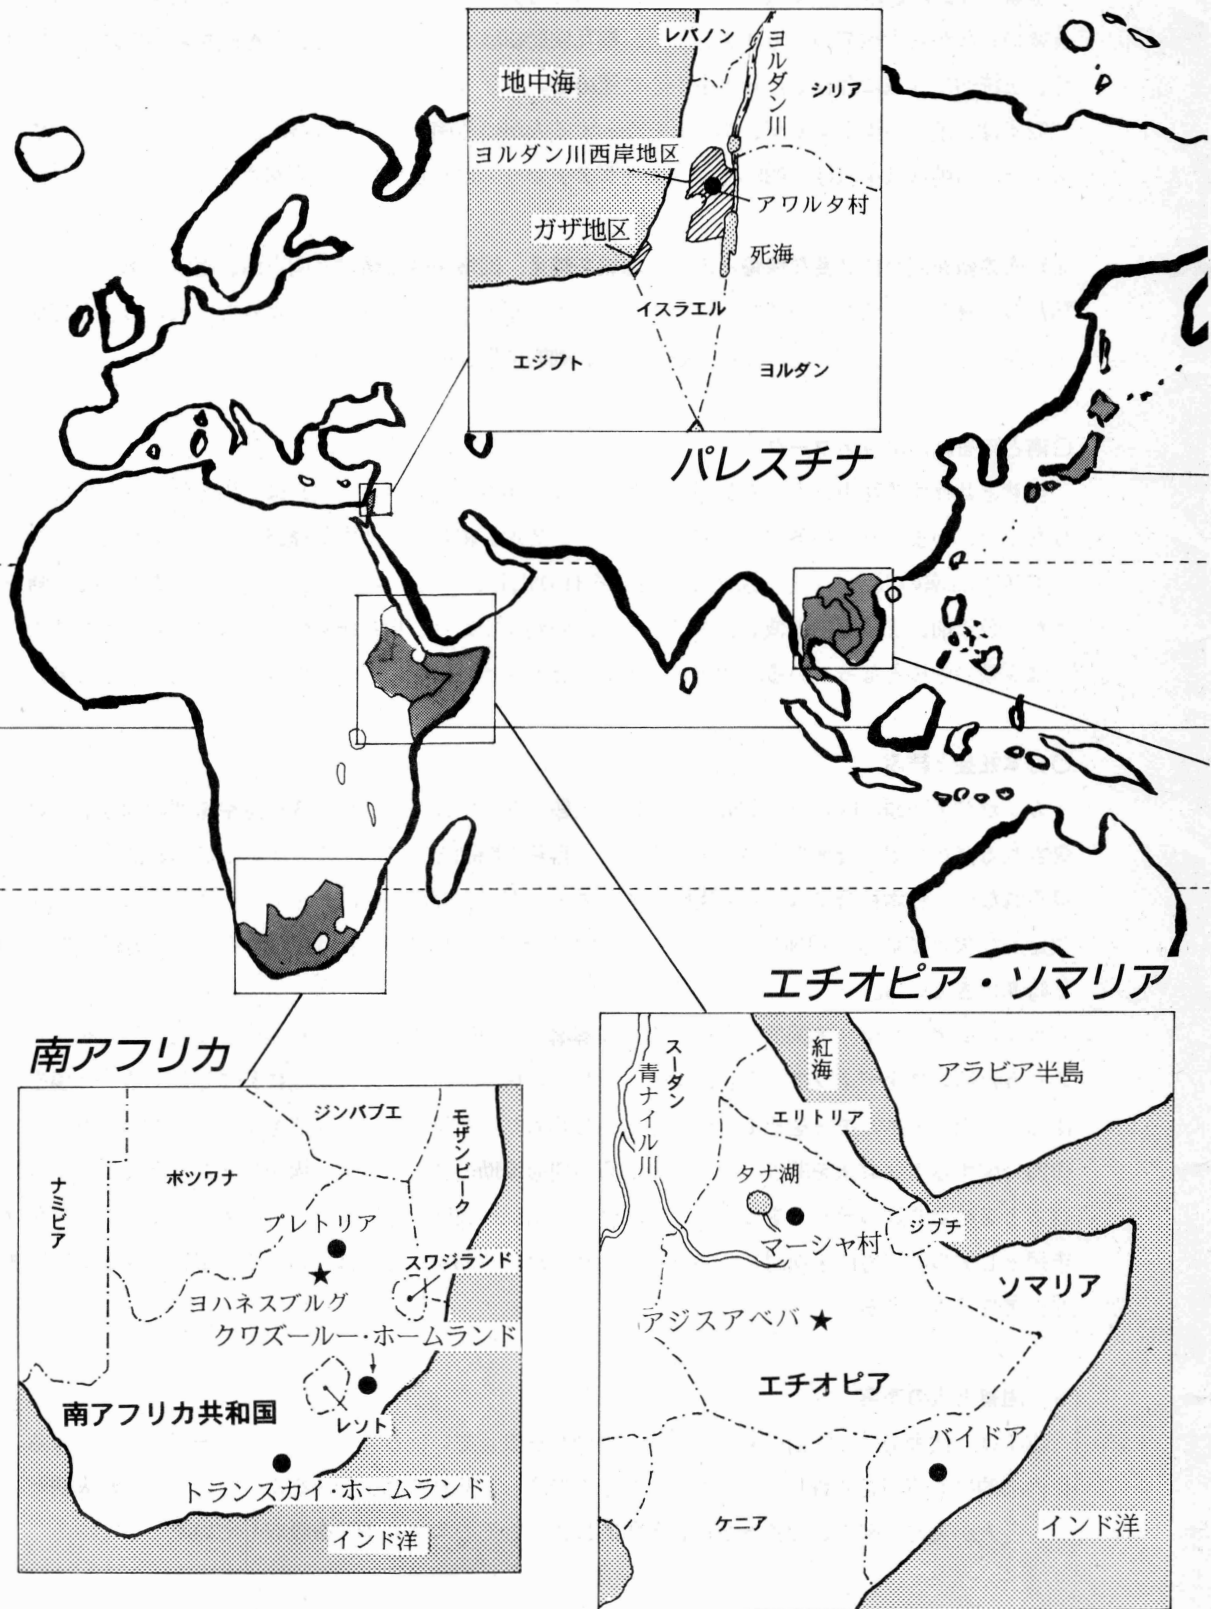 レバノン
ヨルダン川
地中海
シリア
ヨルダン川西岸地区
アワルタ村
ガザ地区
死海
イスラエル
エジプト
ヨルダン
パレスチナ
エチオピア・ソマリア
南アフリカ
ジンバブエ
モザンビーク
ナミビア
ボツワナ
プレトリア
スワジランド
ヨハネスブルグ
クワズールー・ホームランド
南アフリカ共和国
レソト
トランスカイ・ホームランド
インド洋
スーダン
青ナイル川
紅海
アラビア半島
エリトリア
タナ湖
マーシャ村
ジブチ
ソマリア
アジスアベバ
エチオピア
バイドア
ケニア
インド洋